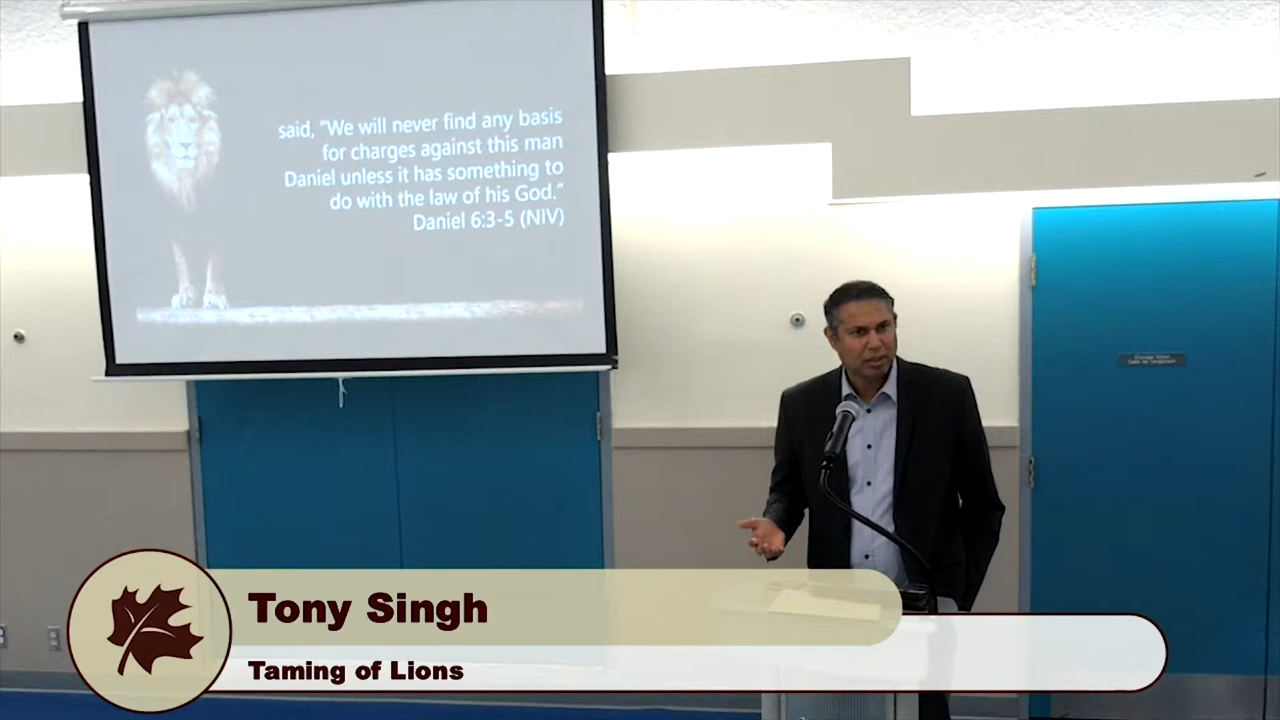 said, “We will never find any basis
for charges against this man
Daniel unless it has something to
do with the law of his God.”
Daniel 6:3-5 (NIV)
Tony Singh
Taming of Lions